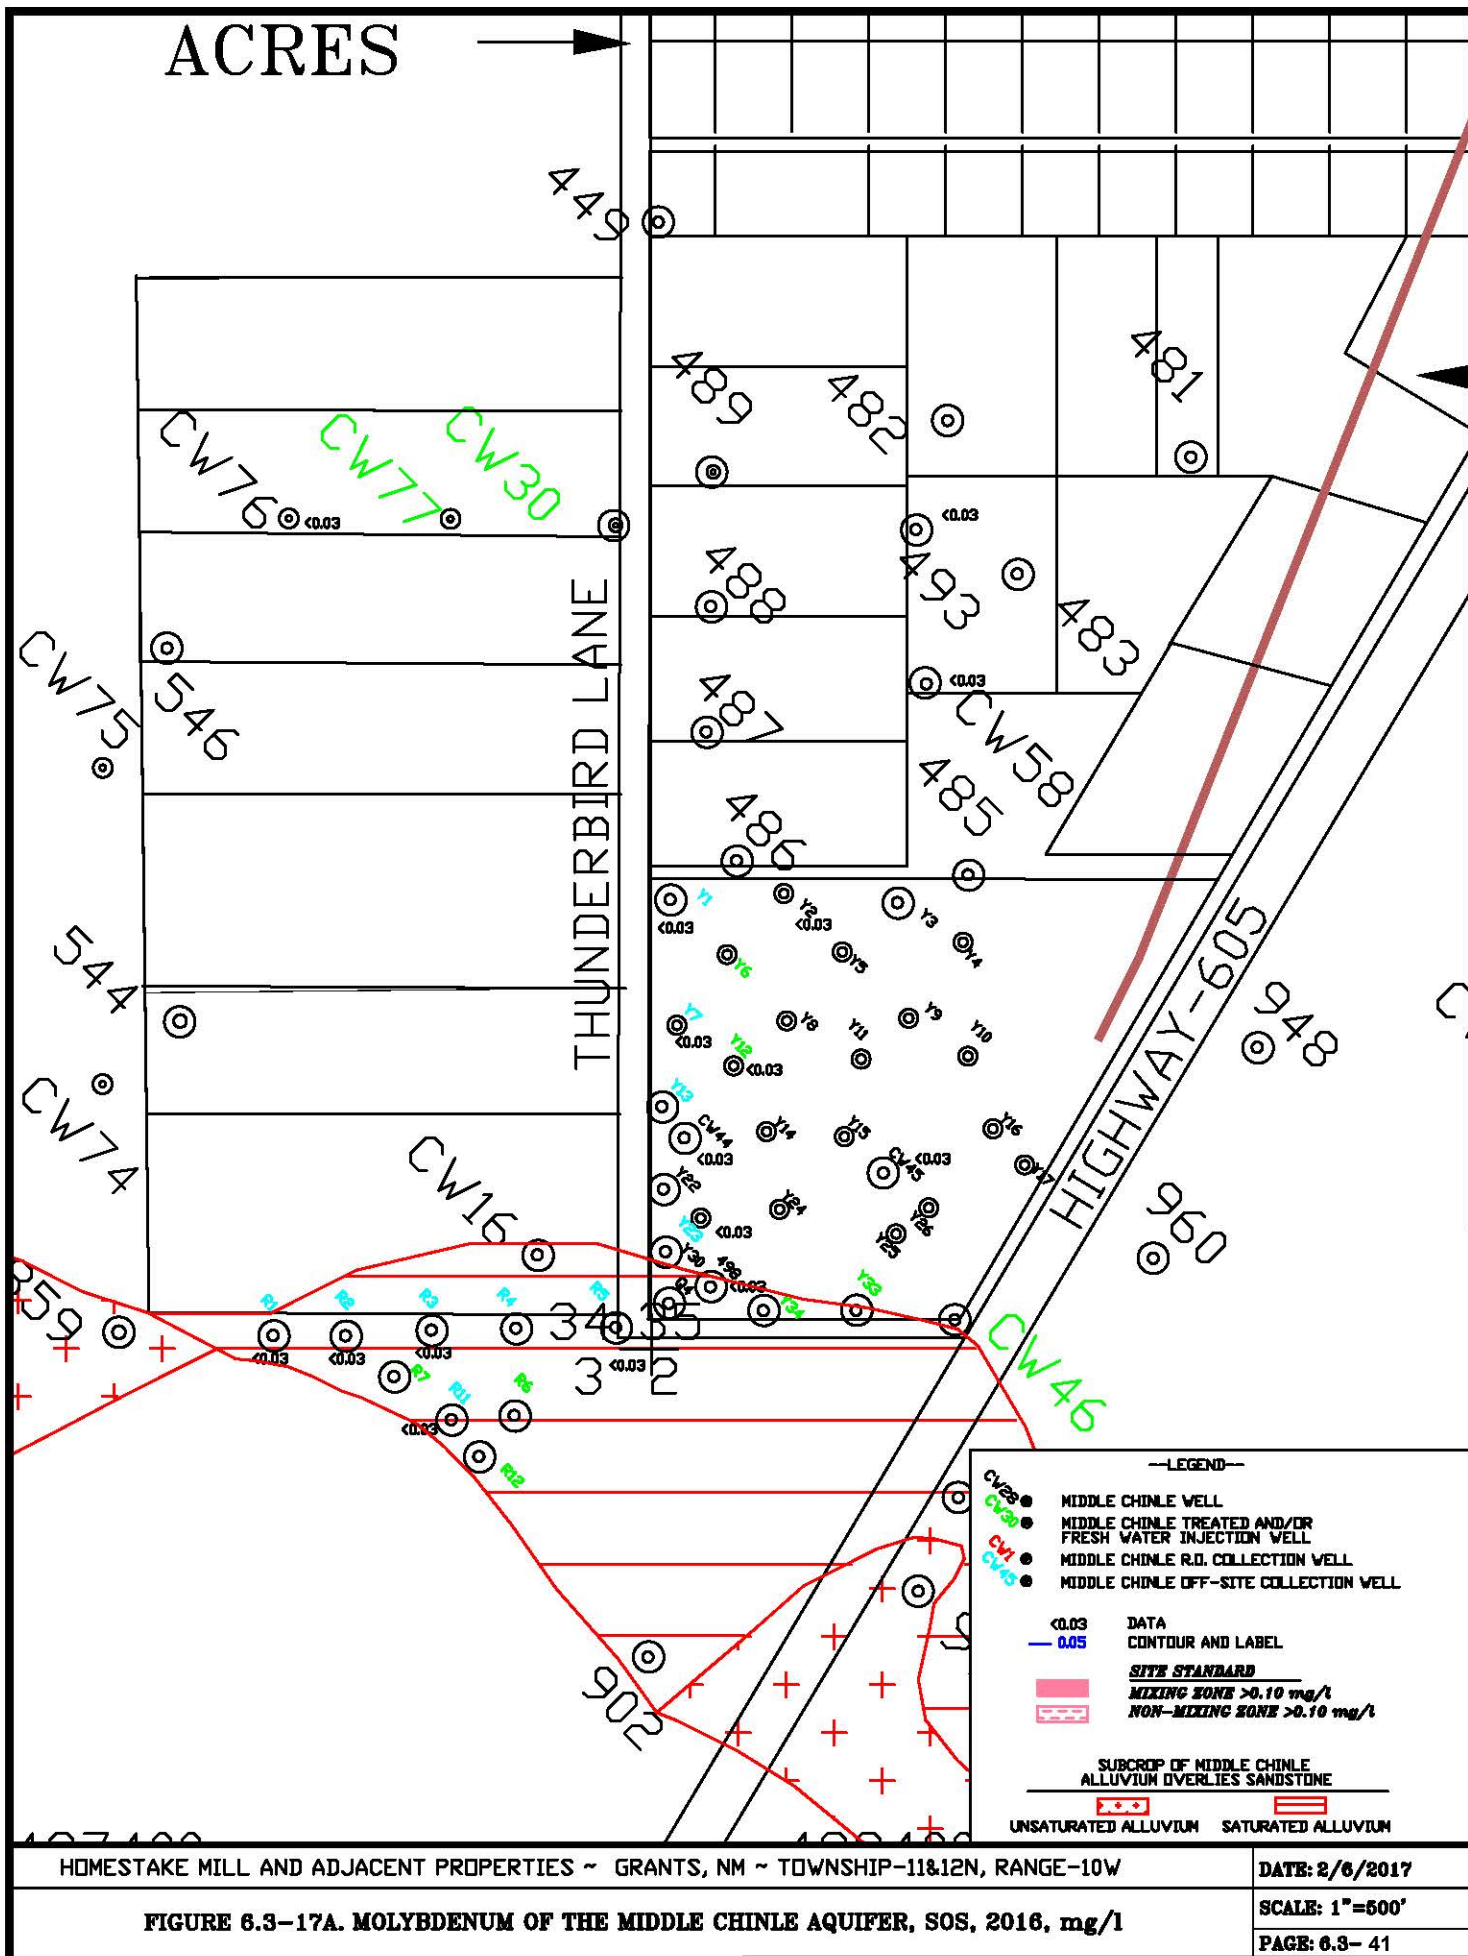 ACRES
449
489
482
481
CW76
<0.03
CW77
CW30
<0.03
493
488
483
CW75
546
487
<0.03
CW58
485
486
THUNDERBIRD LANE
Y1
<0.03
Y2
<0.03
Y3
Y4
Y5
Y6
544
Y7
<0.03
Y8
Y9
Y10
Y11
Y12
<0.03
HIGHWAY-605
948
CW74
Y13
CW44
<0.03
Y14
Y15
Y16
Y17
CW45
<0.03
CW16
Y22
Y23
<0.03
Y24
Y25
Y26
960
Y30
498
<0.03
Y33
Y34
CW46
R1
<0.03
R2
<0.03
R3
<0.03
R4
R5
<0.03
34
35
3
2
R7
R6
R11
<0.03
R12
902
--LEGEND--
CW28 MIDDLE CHINLE WELL
CW30 MIDDLE CHINLE TREATED AND/OR
FRESH WATER INJECTION WELL
CW1 MIDDLE CHINLE R.O. COLLECTION WELL
CW45 MIDDLE CHINLE OFF-SITE COLLECTION WELL
<0.03 DATA
0.05 CONTOUR AND LABEL
SITE STANDARD
MIXING ZONE >0.10 mg/l
NON-MIXING ZONE >0.10 mg/l
SUBCROP OF MIDDLE CHINLE
ALLUVIUM OVERLIES SANDSTONE
UNSATURATED ALLUVIUM SATURATED ALLUVIUM
HOMESTAKE MILL AND ADJACENT PROPERTIES ~ GRANTS, NM ~ TOWNSHIP-11&12N, RANGE-10W
DATE: 2/6/2017
FIGURE 6.3-17A. MOLYBDENUM OF THE MIDDLE CHINLE AQUIFER, SOS, 2016, mg/l
SCALE: 1"=500'
PAGE: 6.3- 41